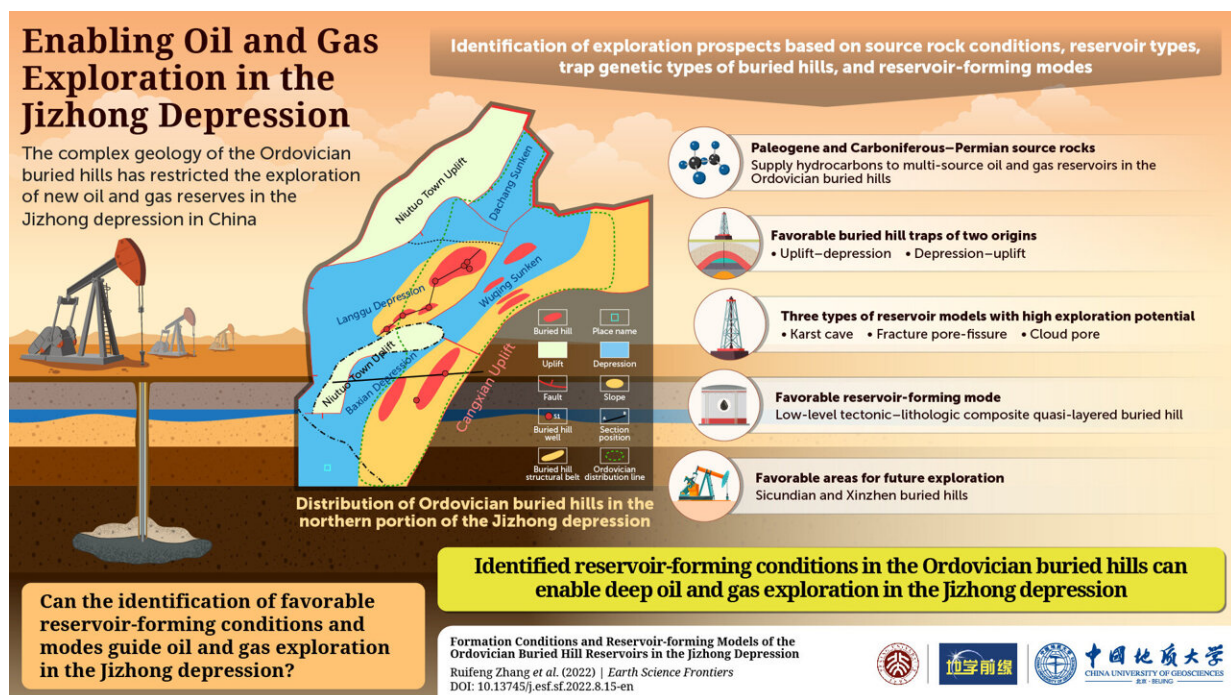 Enabling Oil and Gas
Exploration in the
Jizhong Depression
The complex geology of the Ordovician
buried hills has restricted the exploration
of new oil and gas reserves in the
Jizhong depression in China
Identification of exploration prospects based on source rock conditions, reservoir types,
trap genetic types of buried hills, and reservoir-forming modes
Niutuo Town Uplift
Dachang Sunken
Langgu Depression
Wuqing Sunken
Niutuo Town Uplift
Baxian Depression
Cangxian Uplift
Buried hill
Place name
Uplift
Depression
Fault
Slope
S1
Buried hill
well
Section
position
Buried hill
structural belt
Ordovician
distribution line
Distribution of Ordovician buried hills in the
northern portion of the Jizhong depression
Paleogene and Carboniferous–Permian source rocks
Supply hydrocarbons to multi-source oil and gas reservoirs in the
Ordovician buried hills
Favorable buried hill traps of two origins
• Uplift–depression • Depression–uplift
Three types of reservoir models with high exploration potential
• Karst cave • Fracture pore-fissure • Cloud pore
Favorable reservoir-forming mode
Low-level tectonic–lithologic composite quasi-layered buried hill
Favorable areas for future exploration
Sicundian and Xinzhen buried hills
Can the identification of favorable
reservoir-forming conditions and
modes guide oil and gas exploration
in the Jizhong depression?
Identified reservoir-forming conditions in the Ordovician buried hills can
enable deep oil and gas exploration in the Jizhong depression
Formation Conditions and Reservoir-forming Models of the
Ordovician Buried Hill Reservoirs in the Jizhong Depression
Ruifeng Zhang et al. (2022) | Earth Science Frontiers
DOI: 10.13745/j.esf.sf.2022.8.15-en
地学前缘
中国地质大学
CHINA UNIVERSITY OF GEOSCIENCES
北京 · BEIJING